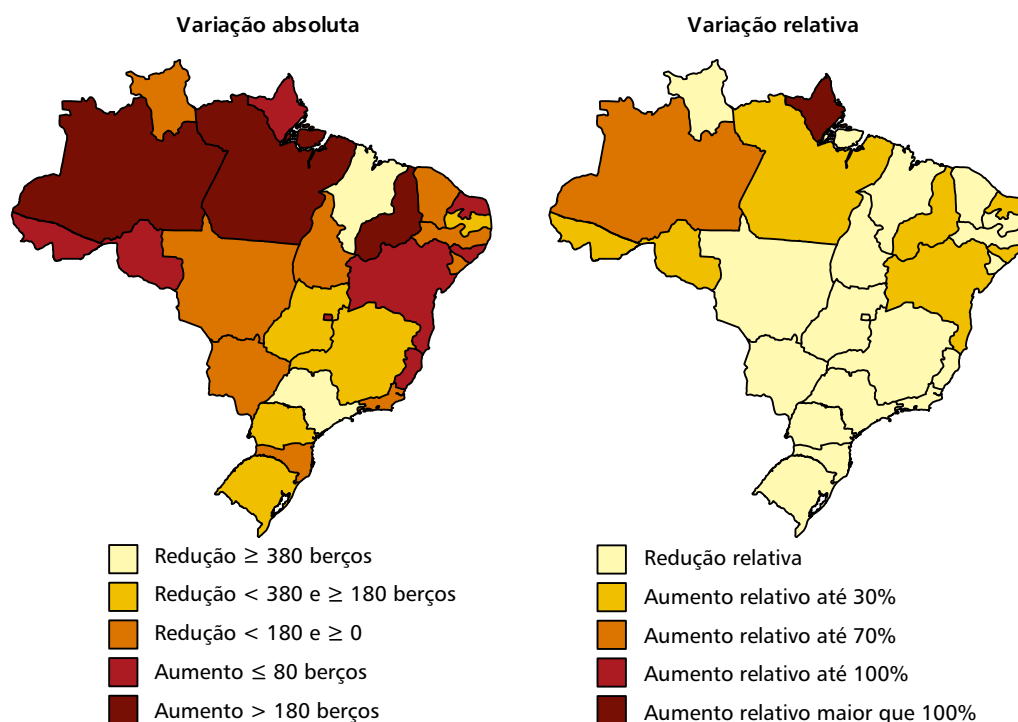 Variação absoluta
Redução ≥ 380 berços
Redução < 380 e ≥ 180 berços
Redução < 180 e ≥ 0
Aumento ≤ 80 berços
Aumento > 180 berços
Variação relativa
Redução relativa
Aumento relativo até 30%
Aumento relativo até 70%
Aumento relativo até 100%
Aumento relativo maior que 100%